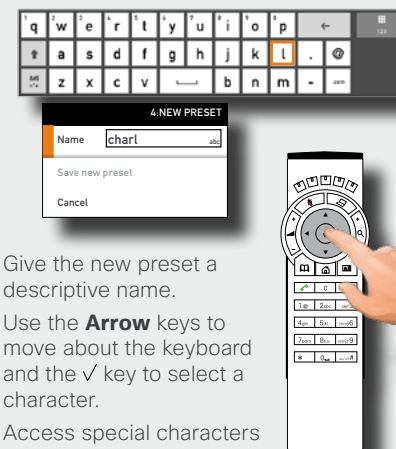 q w e r t y u i o p ← 123
a s d f g h j k l . @
z x c v b n m - .com
4:NEW PRESET
Name charl abc
Save new preset
Cancel
Give the new preset a
descriptive name.
Use the Arrow keys to
move about the keyboard
and the √ key to select a
character.
Access special characters